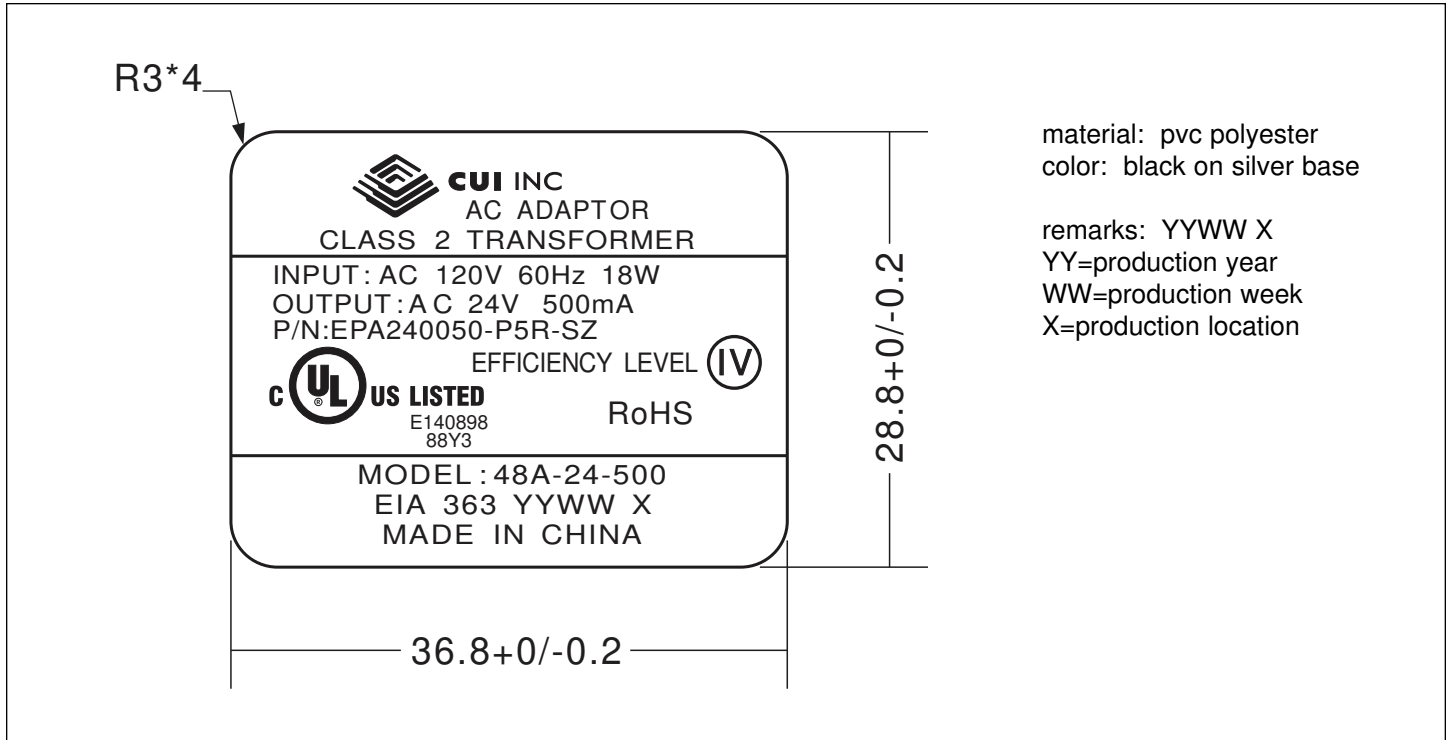 R3*4
CUI INC
AC ADAPTOR
CLASS 2 TRANSFORMER
INPUT: AC 120V 60Hz 18W
OUTPUT: AC 24V 500mA
P/N:EPA240050-P5R-SZ
EFFICIENCY LEVEL IV
C UL ® US LISTED
E140898
88Y3
RoHS
MODEL: 48A-24-500
EIA 363 YYWW X
MADE IN CHINA
28.8+0/-0.2
36.8+0/-0.2
material: pvc polyester
color: black on silver base
remarks: YYWW X
YY=production year
WW=production week
X=production location